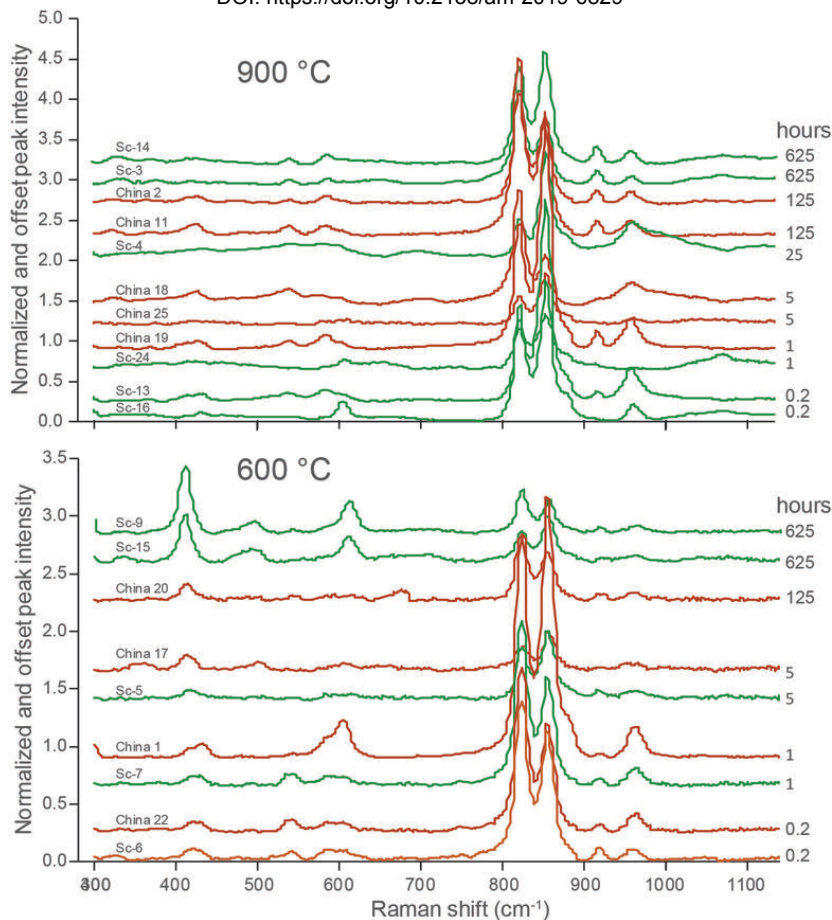 DOI:
900 °C
Normalized and offset peak intensity
5.0
4.5
4.0
3.5
3.0
2.5
2.0
1.5
1.0
0.5
0.0
hours
Sc-14 625
Sc-3 625
China 2 125
China 11 125
Sc-4 25
China 18 5
China 25 5
China 19 1
Sc-24 1
Sc-13 0.2
Sc-16 0.2
600 °C
Normalized and offset peak intensity
3.5
3.0
2.5
2.0
1.5
1.0
0.5
0.0
hours
Sc-9 625
Sc-15 625
China 20 125
China 17 5
Sc-5 5
China 1 1
Sc-7 1
China 22 0.2
Sc-6 0.2
400 500 600 700 800 900 1000 1100
Raman shift (cm-1)